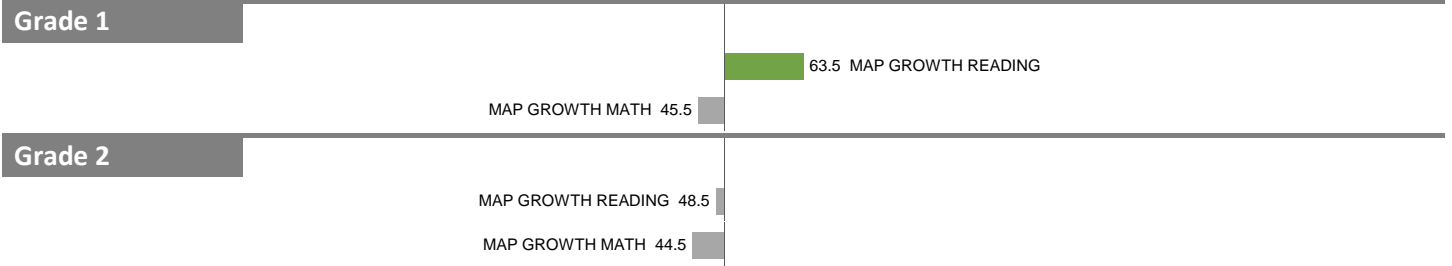 Grade 1
63.5 MAP GROWTH READING
MAP GROWTH MATH 45.5
Grade 2
MAP GROWTH READING 48.5
MAP GROWTH MATH 44.5